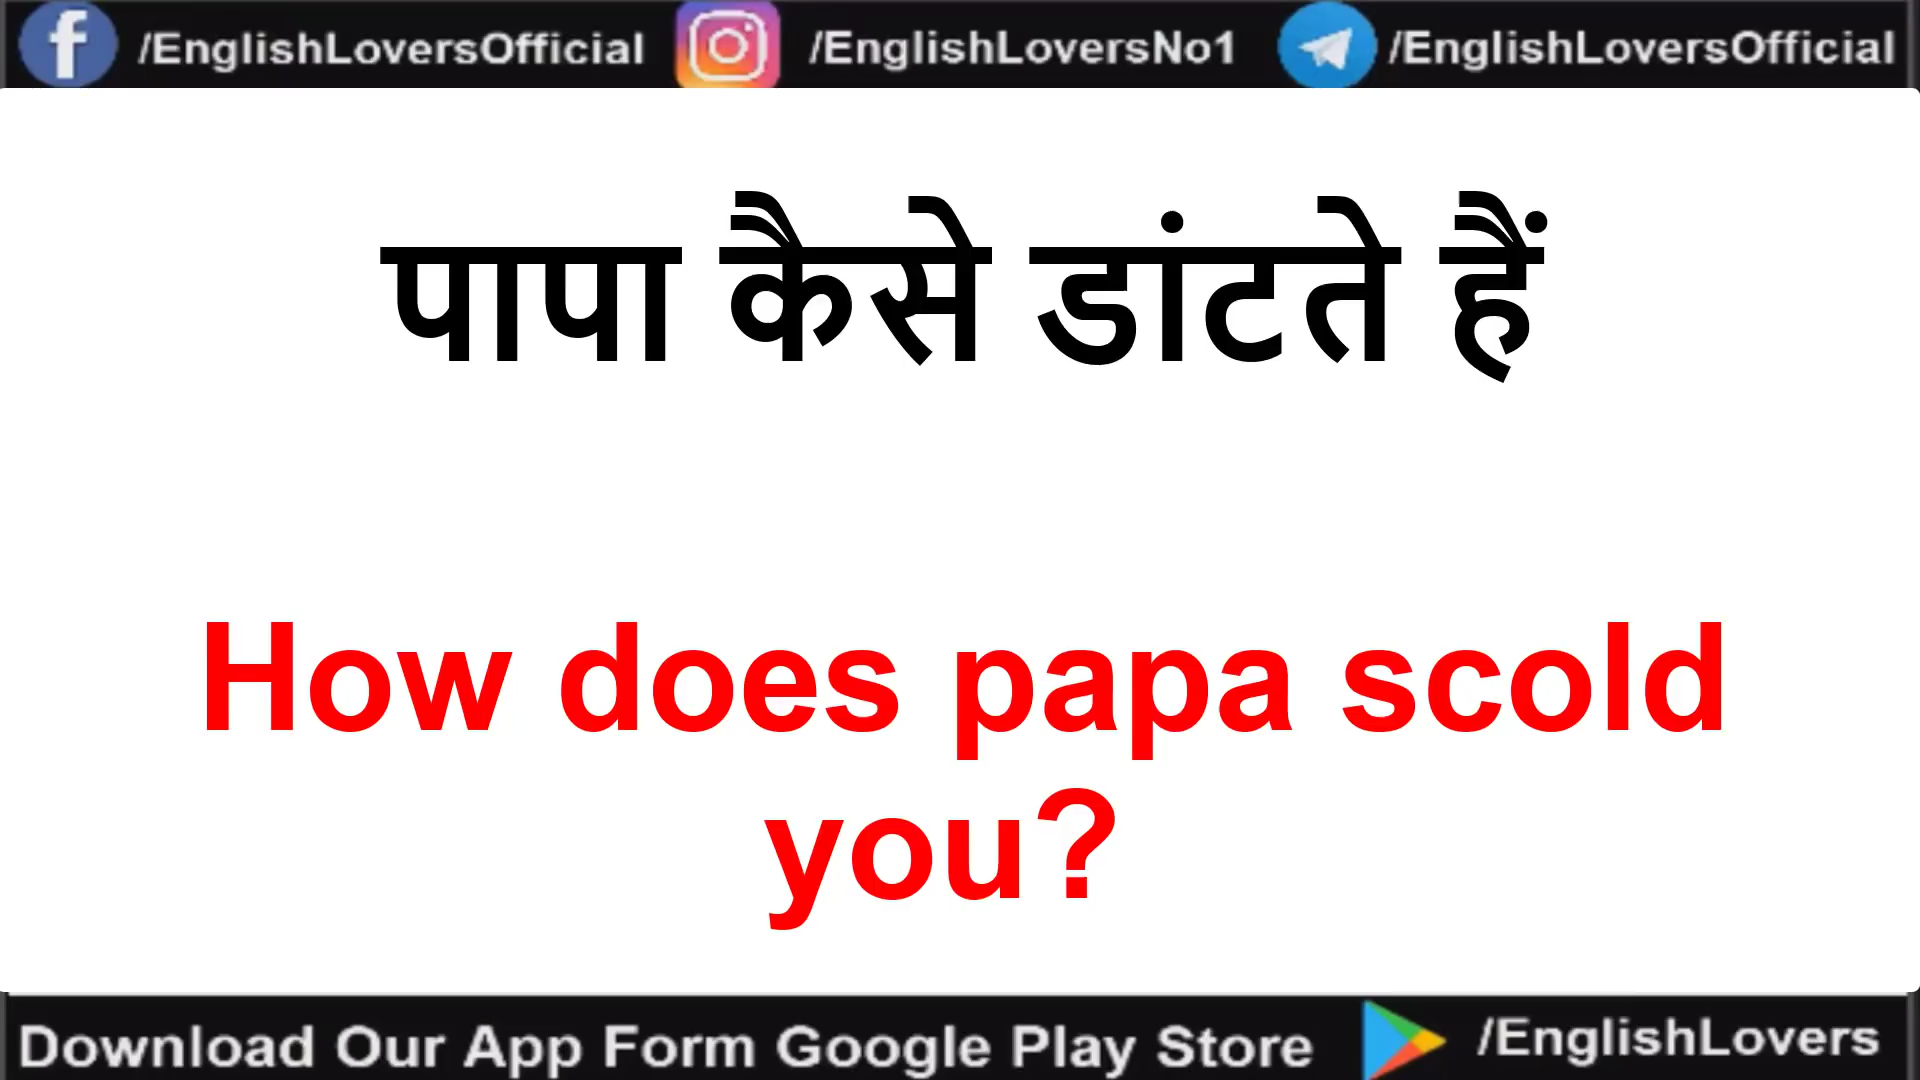 /EnglishLoversOfficial /EnglishLoversNo1 /EnglishLoversOfficial
पापा कैसे डांटते हैं
How does papa scold
you?
Download Our App Form Google Play Store /EnglishLovers